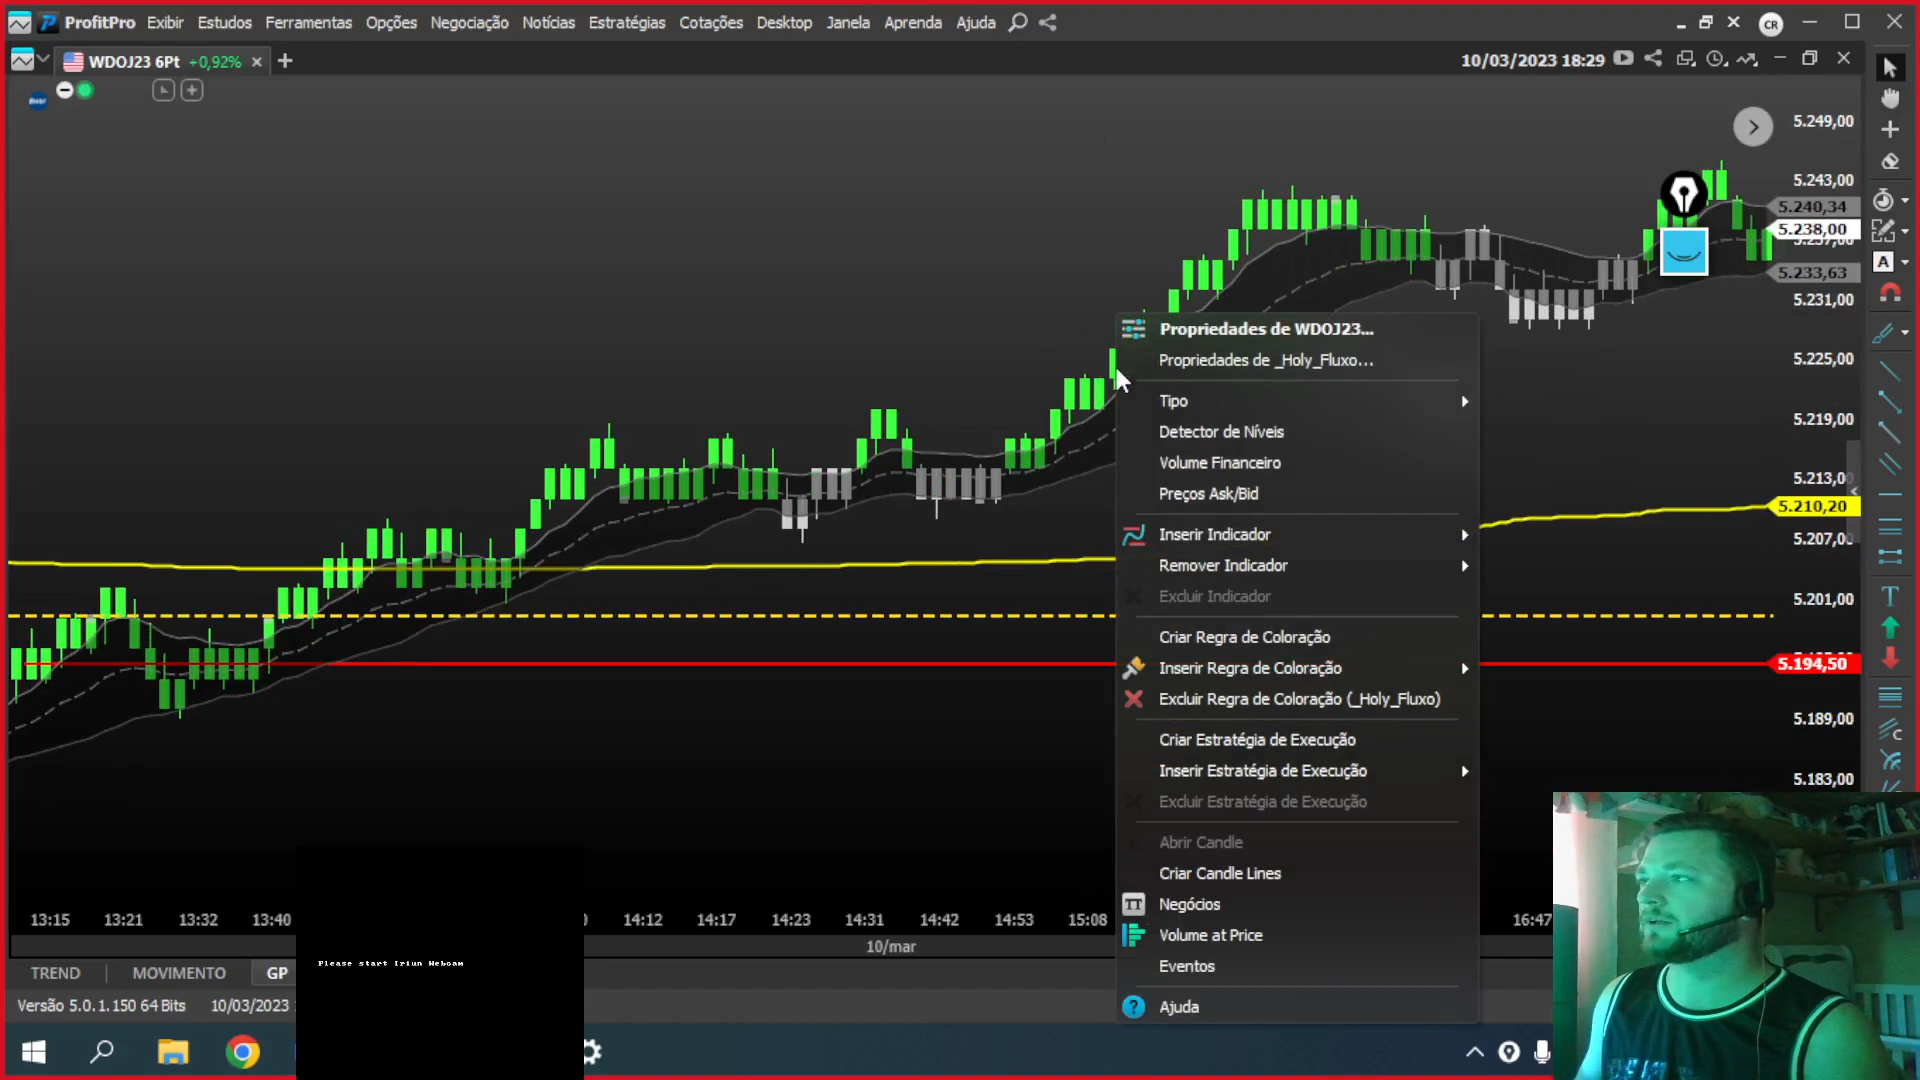 ProfitPro Exibir Estudos Ferramentas Opções Negociação Notícias Estratégias Cotações Desktop Janela Aprenda Ajuda CR
WDOJ23 6Pt +0,92%
10/03/2023 18:29
5.249,00
5.243,00
5.240,34
5.238,00
5.233,63
5.231,00
5.225,00
5.219,00
5.213,00
5.210,20
5.207,00
5.201,00
5.194,50
5.189,00
5.183,00
A
T
C
Propriedades de WDOJ23...
Propriedades de _Holy_Fluxo...
Tipo
Detector de Níveis
Volume Financeiro
Preços Ask/Bid
Inserir Indicador
Remover Indicador
Excluir Indicador
Criar Regra de Coloração
Inserir Regra de Coloração
Excluir Regra de Coloração (_Holy_Fluxo)
Criar Estratégia de Execução
Inserir Estratégia de Execução
Excluir Estratégia de Execução
Abrir Candle
Criar Candle Lines
TT Negócios
Volume at Price
Eventos
? Ajuda
13:15 13:21 13:32 13:40 14:12 14:17 14:23 14:31 14:42 14:53 15:08 16:47
10/mar
TREND MOVIMENTO GP
Please start Iriun Webcam
Versão 5.0.1.150 64 Bits 10/03/2023